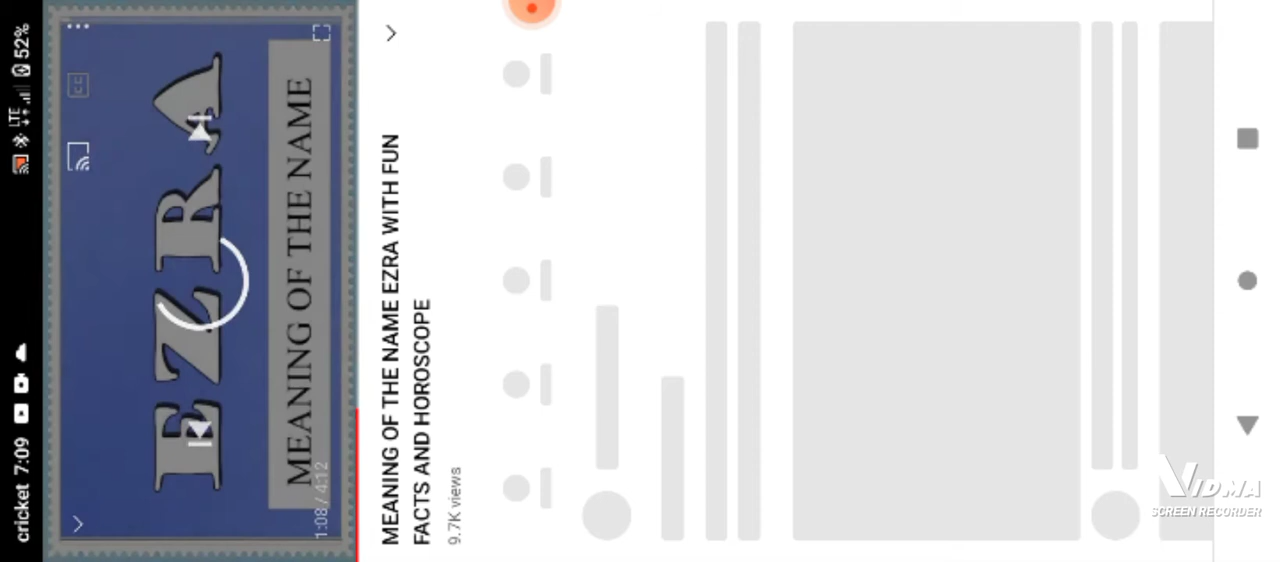 cricket 7:09
LTE
52%
CC
EZRA
MEANING OF THE NAME
1:08 / 4:12
MEANING OF THE NAME EZRA WITH FUN
FACTS AND HOROSCOPE
9.7K views
VIDMA
SCREEN RECORDER